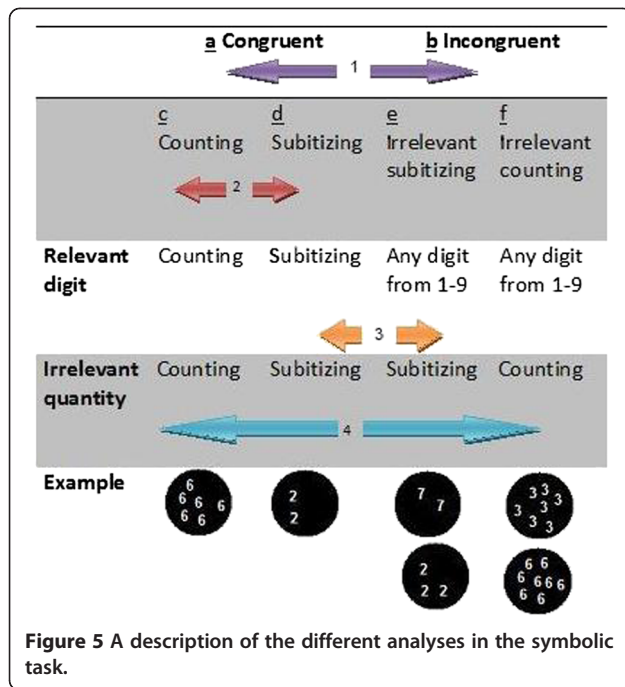 a Congruent b Incongruent
1
c d e f
Counting Subitizing Irrelevant Irrelevant
subitizing counting
2
Relevant Counting Subitizing Any digit Any digit
digit from 1-9 from 1-9
3
Irrelevant Counting Subitizing Subitizing Counting
quantity
4
Example
6
6 6 6
6 6
2
2
7
7
3 3
3 3 3
3 3
2
2 2
6 6
6 6 6 6
6 6
Figure 5 A description of the different analyses in the symbolic
task.